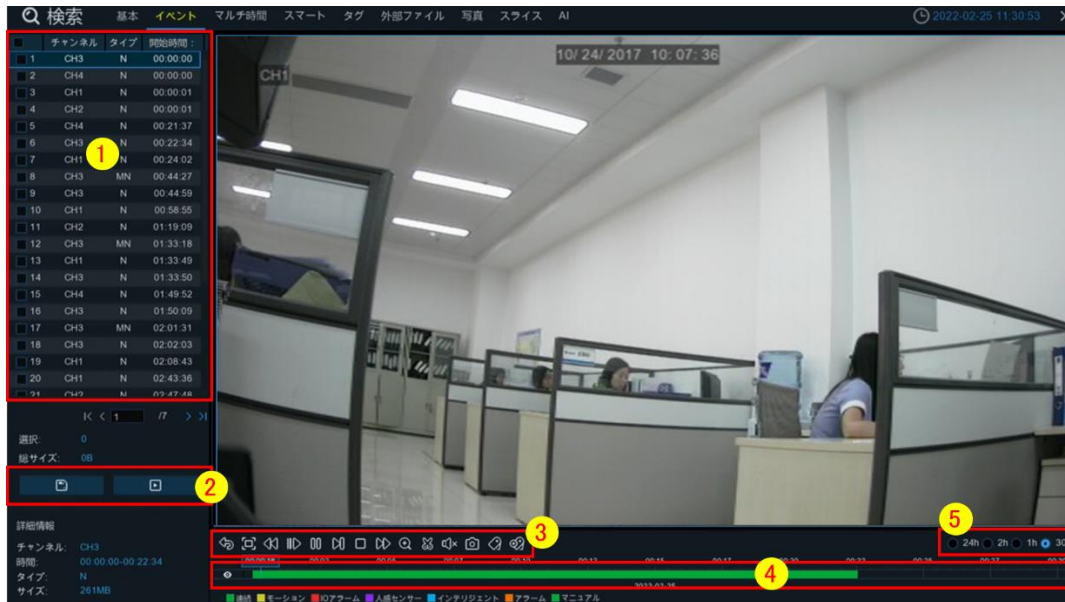 検索 基本 イベント マルチ時間 スマート タグ 外部ファイル 写真 スライス AI 2022-02-25 11:30:53
チャンネル タイプ 開始時間 :
1 CH3 N 00:00:00
2 CH4 N 00:00:00
3 CH1 N 00:00:01
4 CH2 N 00:00:01
5 CH4 N 00:21:37
6 CH3 N 00:22:34
7 CH1 N 00:24:02
8 CH3 MN 00:44:27
9 CH3 N 00:44:59
10 CH1 N 00:58:55
11 CH2 N 01:19:09
12 CH3 MN 01:33:18
13 CH1 N 01:33:49
14 CH3 N 01:33:50
15 CH4 N 01:49:52
16 CH3 N 01:50:09
17 CH3 MN 02:01:31
18 CH3 N 02:02:03
19 CH1 N 02:08:43
20 CH1 N 02:43:36
21 CH2 N 02:47:48
1
1 /7
選択: 0
総サイズ: 0B
2
詳細情報
チャンネル: CH3
時間: 00:00:00-00:22:34
タイプ: N
サイズ: 261MB
10/ 24/ 2017 10: 07: 36
CH1
3
5
24h 2h 1h 30
4
2022-02-25
連続 モーション IOアラーム 人感センサー インテリジェント アラーム マニュアル